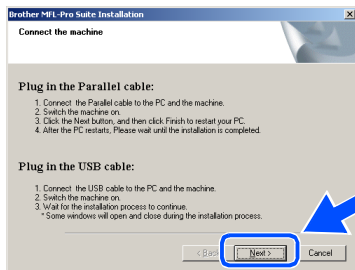 Brother MFL-Pro Suite Installation
Connect the machine
Plug in the Parallel cable:
1. Connect the Parallel cable to the PC and the machine.
2. Switch the machine on.
3. Click the Next button, and then click Finish to restart your PC.
4. After the PC restarts, Please wait until the installation is completed.
Plug in the USB cable:
1. Connect the USB cable to the PC and the machine.
2. Switch the machine on.
3. Wait for the installation process to continue.
* Some windows will open and close during the installation process.
< Back
Next >
Cancel